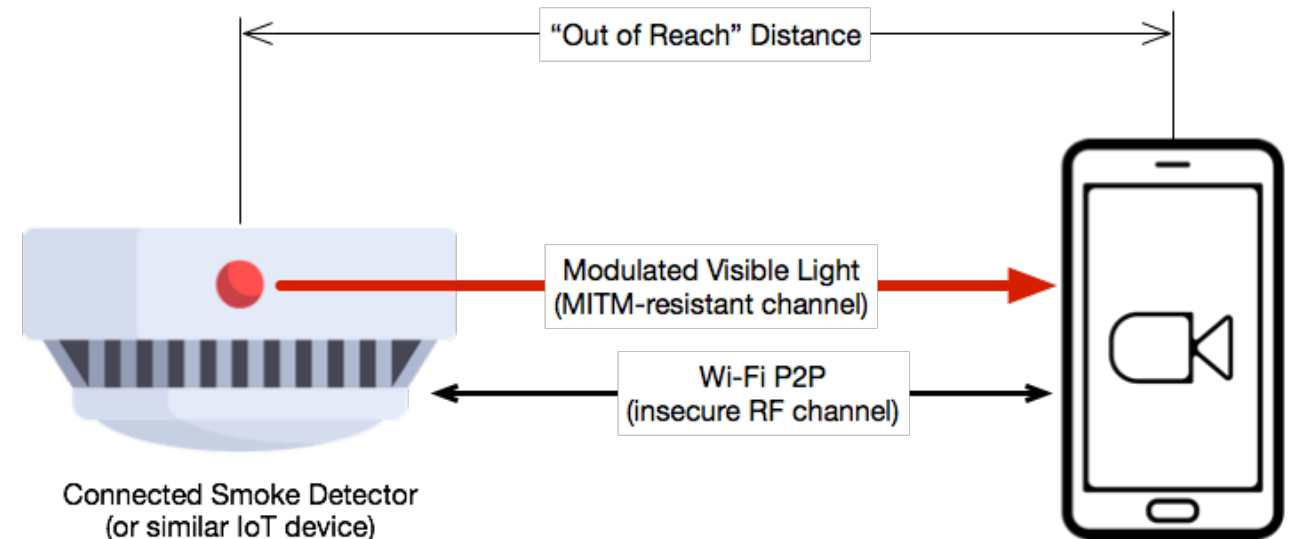 “Out of Reach” Distance
Modulated Visible Light
(MITM-resistant channel)
Wi-Fi P2P
(insecure RF channel)
Connected Smoke Detector
(or similar IoT device)